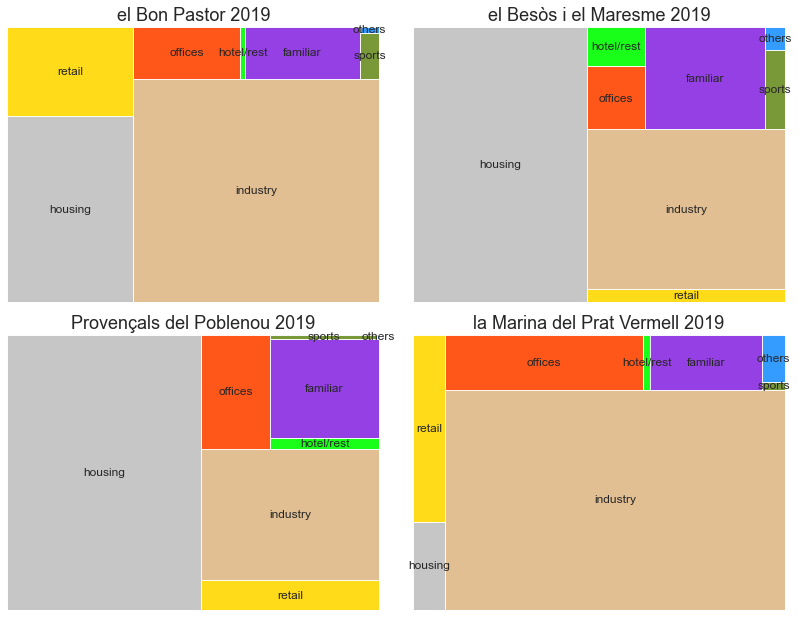 el Bon Pastor 2019
others
offices
hotel/rest
familiar
sports
retail
industry
housing
el Besòs i el Maresme 2019
others
hotel/rest
familiar
sports
offices
housing
industry
retail
Provençals del Poblenou 2019
sports
others
offices
familiar
hotel/rest
housing
industry
retail
la Marina del Prat Vermell 2019
others
offices
hotel/rest
familiar
sports
retail
industry
housing